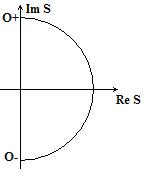 O+ Im S
Re S
O-